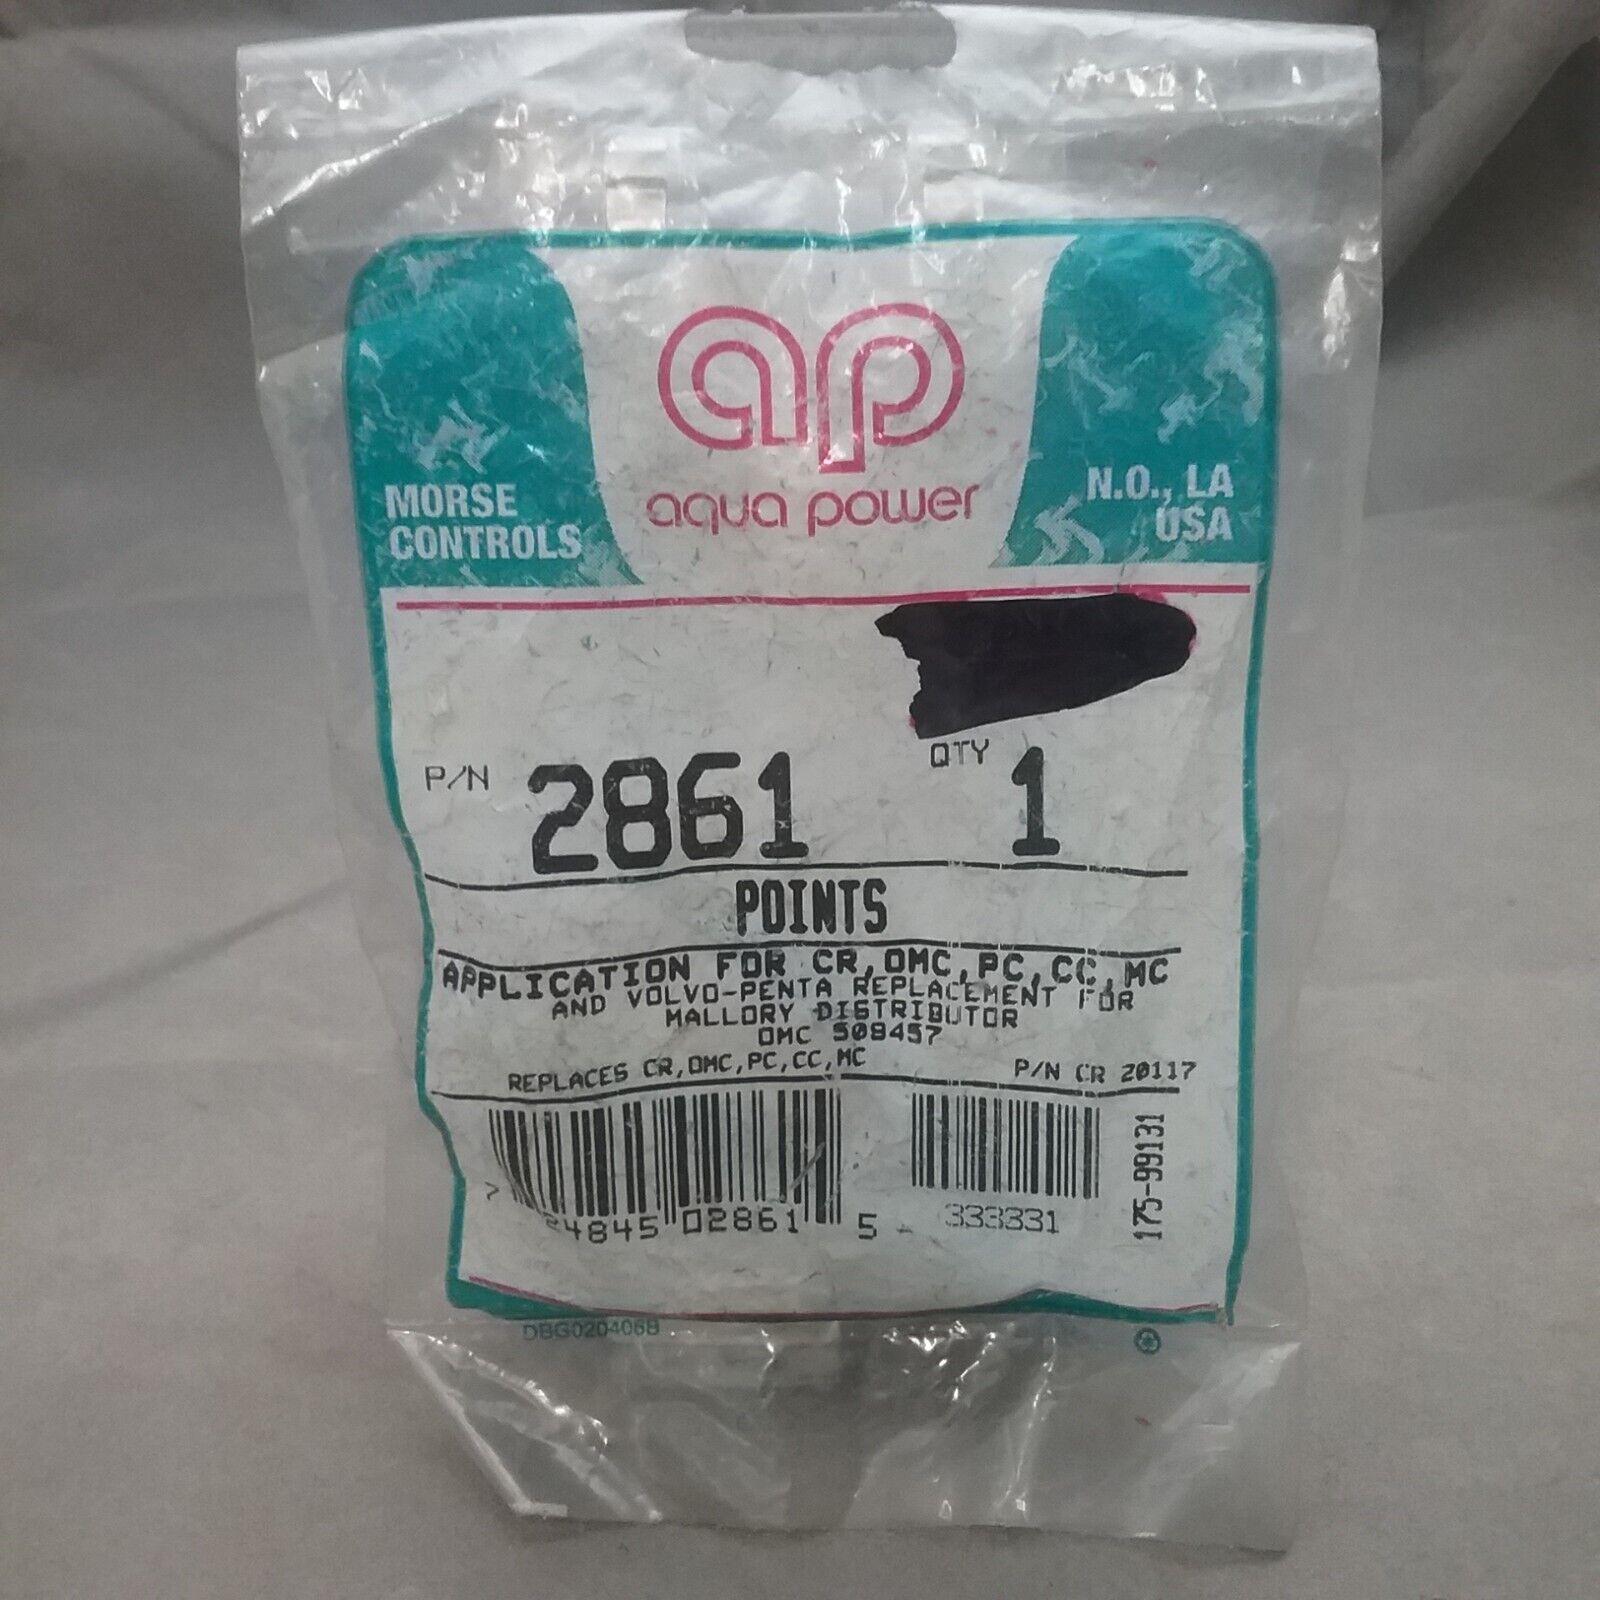 ap
aqua power
MORSE
CONTROLS
N.O., LA
USA
P/N 2861 QTY 1
POINTS
APPLICATION FOR CR,OMC,PC,CC,MC
AND VOLVO-PENTA REPLACEMENT FOR
MALLORY DISTRIBUTOR
OMC 509457
REPLACES CR,OMC,PC,CC,MC P/N CR 20117
24845 02861 5 333331
175-99131
DBG020406B